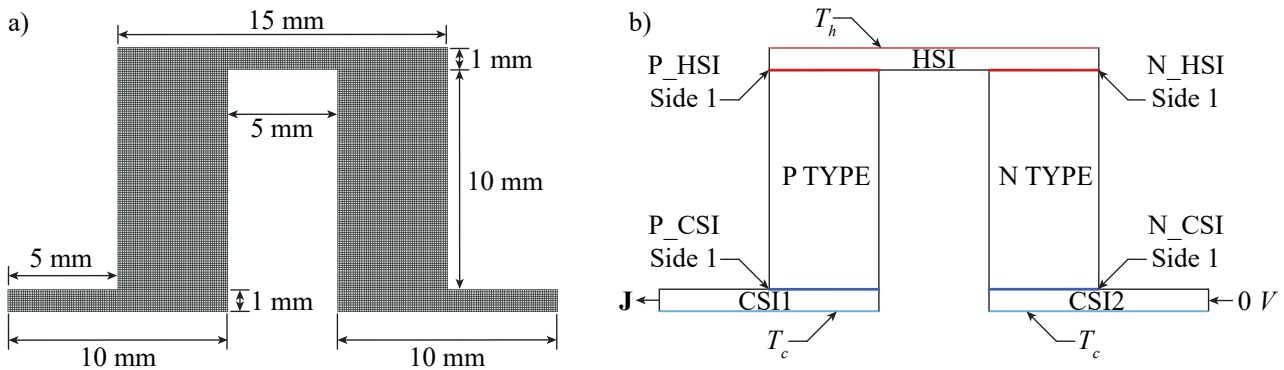 a)
15 mm
1 mm
5 mm
10 mm
5 mm
1 mm
10 mm
10 mm
b)
T_h
HSI
P_HSI
Side 1
N_HSI
Side 1
P TYPE
N TYPE
P_CSI
Side 1
N_CSI
Side 1
J
CSI1
CSI2
0 V
T_c
T_c